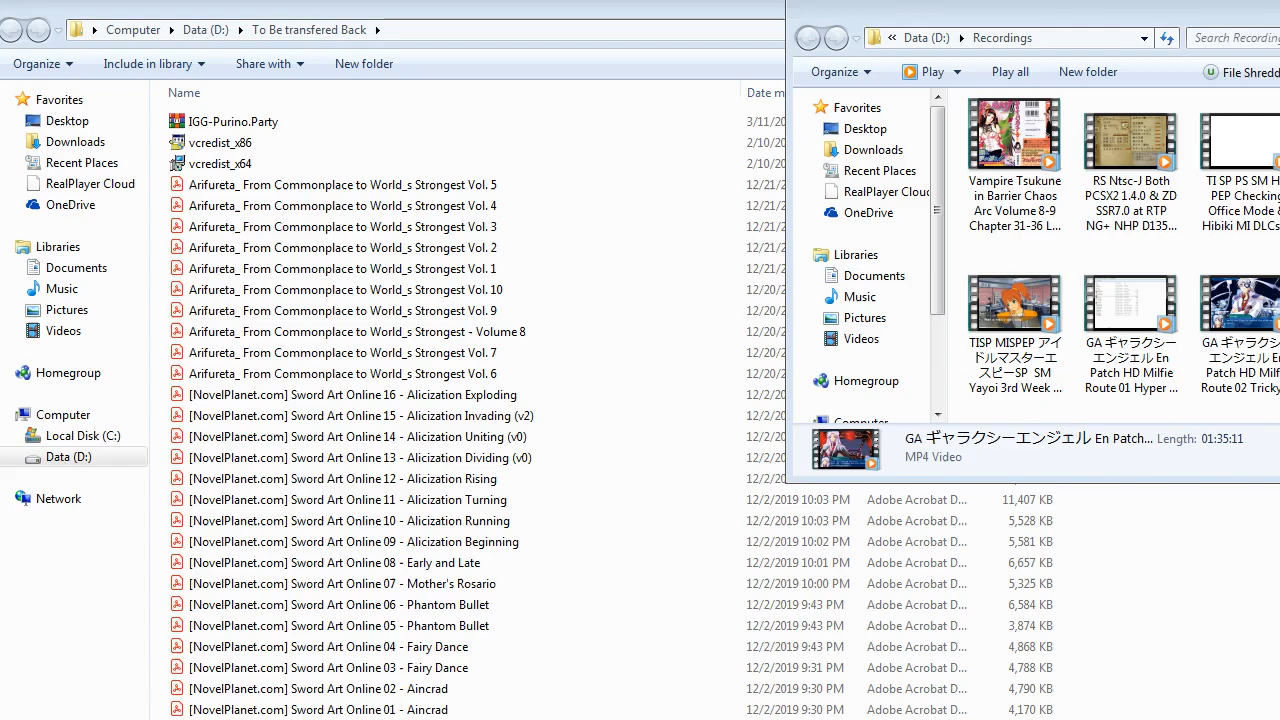 Computer Data (D:) To Be transfered Back
Organize Include in library Share with New folder
Favorites
Desktop
Downloads
Recent Places
RealPlayer Cloud
OneDrive
Libraries
Documents
Music
Pictures
Videos
Homegroup
Computer
Local Disk (C:)
Data (D:)
Network
Name Date m
IGG-Purino.Party 3/11/20
vcredist_x86 2/10/20
vcredist_x64 2/10/20
Arifureta_ From Commonplace to World_s Strongest Vol. 5 12/21/2
Arifureta_ From Commonplace to World_s Strongest Vol. 4 12/21/2
Arifureta_ From Commonplace to World_s Strongest Vol. 3 12/21/2
Arifureta_ From Commonplace to World_s Strongest Vol. 2 12/21/2
Arifureta_ From Commonplace to World_s Strongest Vol. 1 12/21/2
Arifureta_ From Commonplace to World_s Strongest Vol. 10 12/20/2
Arifureta_ From Commonplace to World_s Strongest Vol. 9 12/20/2
Arifureta_ From Commonplace to World_s Strongest - Volume 8 12/20/2
Arifureta_ From Commonplace to World_s Strongest Vol. 7 12/20/2
Arifureta_ From Commonplace to World_s Strongest Vol. 6 12/20/2
[NovelPlanet.com] Sword Art Online 16 - Alicization Exploding 12/2/20
[NovelPlanet.com] Sword Art Online 15 - Alicization Invading (v2) 12/2/20
[NovelPlanet.com] Sword Art Online 14 - Alicization Uniting (v0) 12/2/20
[NovelPlanet.com] Sword Art Online 13 - Alicization Dividing (v0) 12/2/20
[NovelPlanet.com] Sword Art Online 12 - Alicization Rising 12/2/20
[NovelPlanet.com] Sword Art Online 11 - Alicization Turning 12/2/2019 10:03 PM Adobe Acrobat D... 11,407 KB
[NovelPlanet.com] Sword Art Online 10 - Alicization Running 12/2/2019 10:03 PM Adobe Acrobat D... 5,528 KB
[NovelPlanet.com] Sword Art Online 09 - Alicization Beginning 12/2/2019 10:02 PM Adobe Acrobat D... 5,581 KB
[NovelPlanet.com] Sword Art Online 08 - Early and Late 12/2/2019 10:01 PM Adobe Acrobat D... 6,657 KB
[NovelPlanet.com] Sword Art Online 07 - Mother's Rosario 12/2/2019 10:00 PM Adobe Acrobat D... 5,325 KB
[NovelPlanet.com] Sword Art Online 06 - Phantom Bullet 12/2/2019 9:43 PM Adobe Acrobat D... 6,584 KB
[NovelPlanet.com] Sword Art Online 05 - Phantom Bullet 12/2/2019 9:43 PM Adobe Acrobat D... 3,874 KB
[NovelPlanet.com] Sword Art Online 04 - Fairy Dance 12/2/2019 9:43 PM Adobe Acrobat D... 4,868 KB
[NovelPlanet.com] Sword Art Online 03 - Fairy Dance 12/2/2019 9:31 PM Adobe Acrobat D... 4,788 KB
[NovelPlanet.com] Sword Art Online 02 - Aincrad 12/2/2019 9:30 PM Adobe Acrobat D... 4,790 KB
[NovelPlanet.com] Sword Art Online 01 - Aincrad 12/2/2019 9:30 PM Adobe Acrobat D... 4,170 KB
« Data (D:) Recordings Search Recording
Organize Play Play all New folder File Shredd
Favorites
Desktop
Downloads
Recent Places
RealPlayer Clou
OneDrive
Libraries
Documents
Music
Pictures
Videos
Homegroup
Computer
Vampire Tsukune
in Barrier Chaos
Arc Volume 8-9
Chapter 31-36 L...
RS Ntsc-J Both
PCSX2 1.4.0 & ZD
SSR7.0 at RTP
NG+ NHP D135...
TI SP PS SM H
PEP Checking
Office Mode &
Hibiki MI DLCs
TISP MISPEP アイ
ドルマスターエ
スピーSP SM
Yayoi 3rd Week ...
GA ギャラクシー
エンジェル En
Patch HD Milfie
Route 01 Hyper ...
GA ギャラクシ
エンジェル E
Patch HD Milfi
Route 02 Tricky
GA ギャラクシーエンジェル En Patch... Length: 01:35:11
MP4 Video